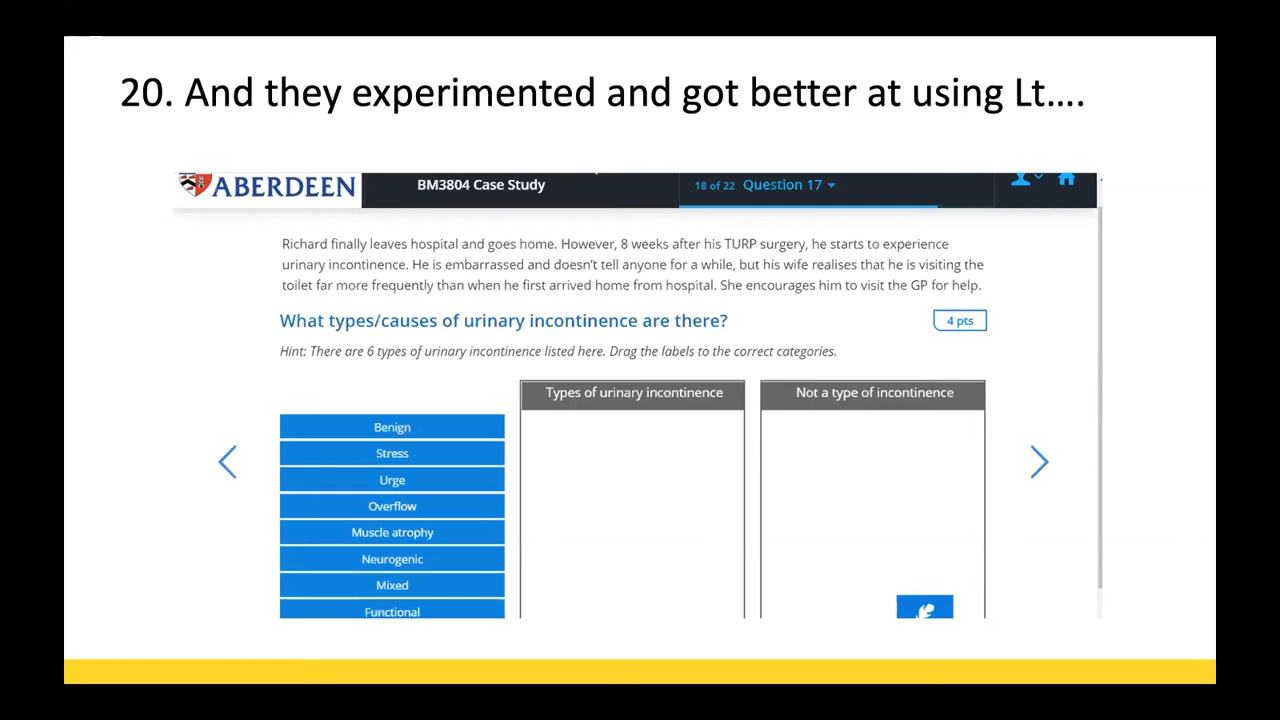 20. And they experimented and got better at using Lt....
ABERDEEN
BM3804 Case Study
18 of 22 Question 17
Richard finally leaves hospital and goes home. However, 8 weeks after his TURP surgery, he starts to experience
urinary incontinence. He is embarrassed and doesn't tell anyone for a while, but his wife realises that he is visiting the
toilet far more frequently than when he first arrived home from hospital. She encourages him to visit the GP for help.
What types/causes of urinary incontinence are there?
4 pts
Hint: There are 6 types of urinary incontinence listed here. Drag the labels to the correct categories.
Types of urinary incontinence
Not a type of incontinence
Benign
Stress
Urge
Overflow
Muscle atrophy
Neurogenic
Mixed
Functional